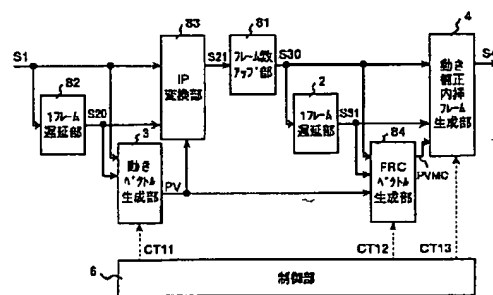 83
81
4
S1
S21
S30
S4
IP
変換部
フレーム数
アップ部
動き
補正
内挿
フレーム
生成部
82
1フレーム
遅延部
S20
2
1フレーム
遅延部
S31
3
動き
ベクトル
生成部
PV
84
FRC
ベクトル
生成部
PVMC
CT11
CT12
CT13
6
制御部